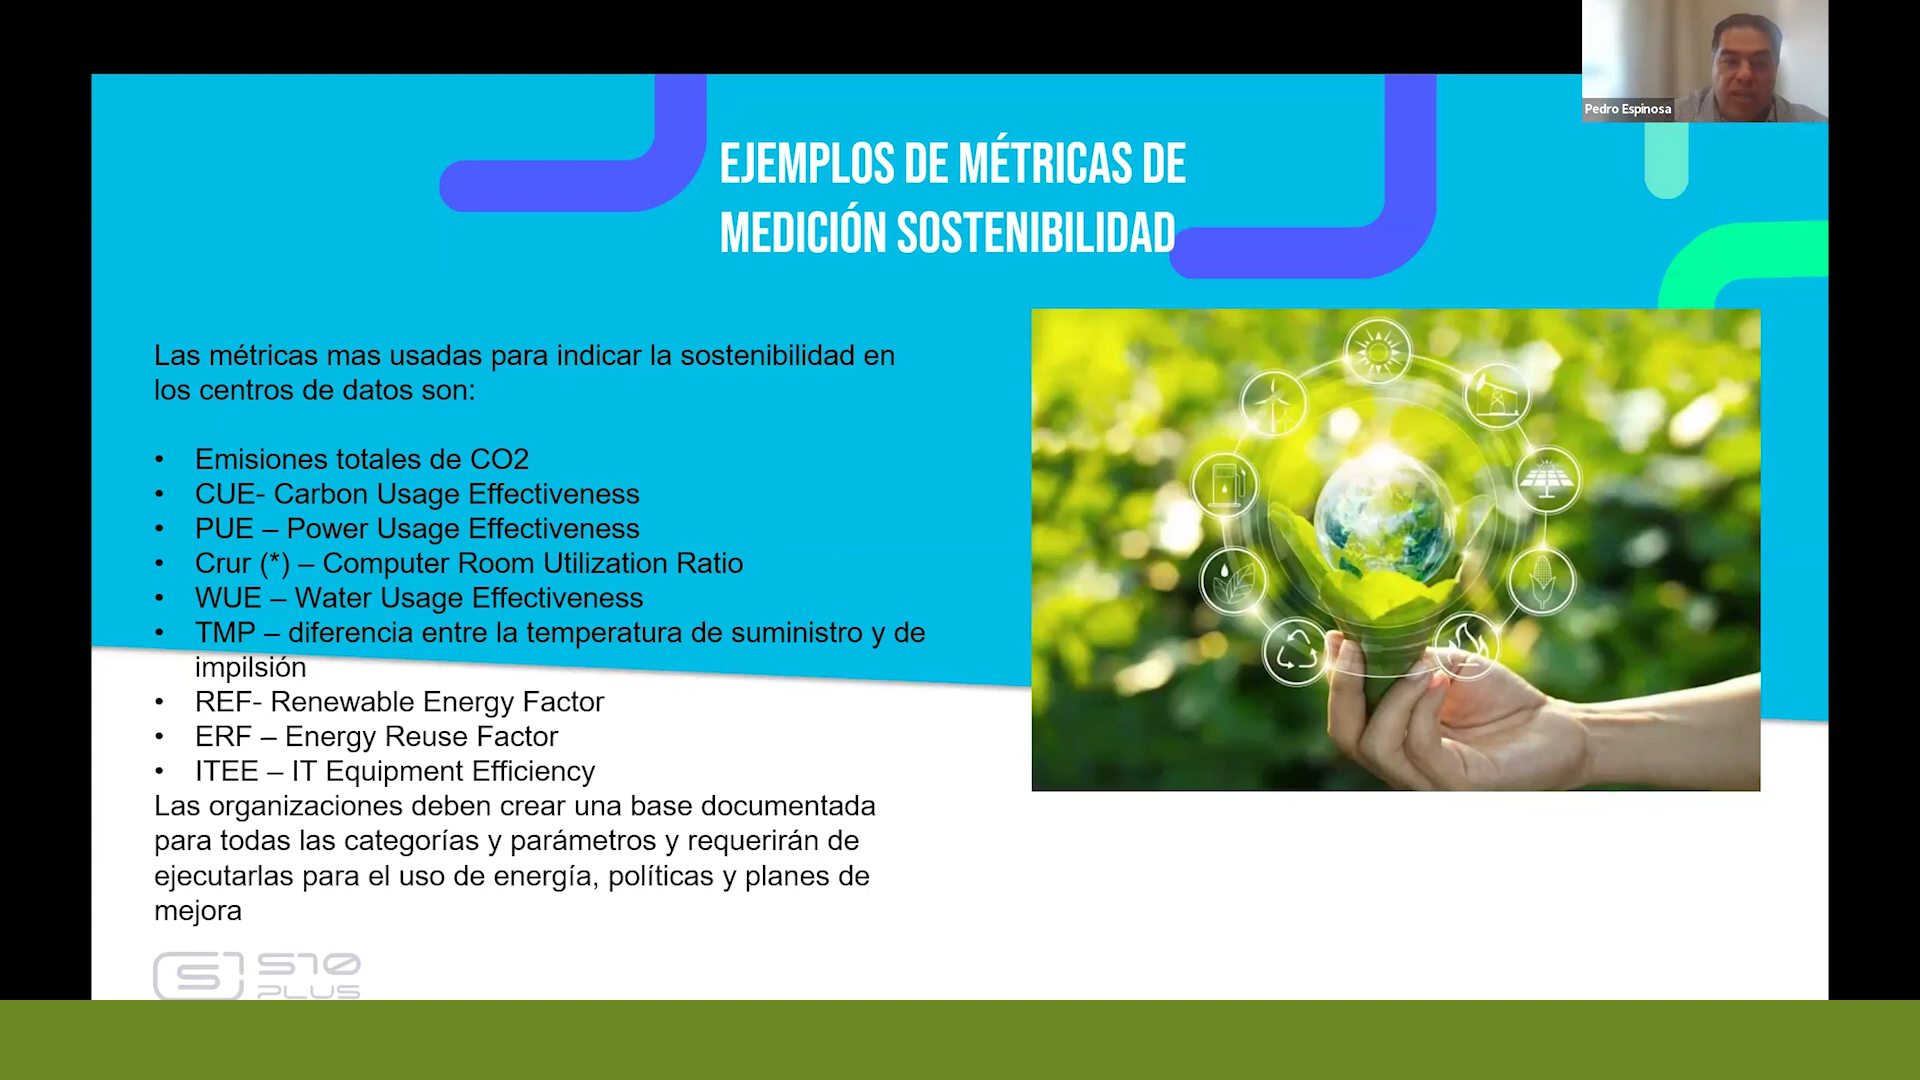 Pedro Espinosa
EJEMPLOS DE MÉTRICAS DE
MEDICIÓN SOSTENIBILIDAD
Las métricas mas usadas para indicar la sostenibilidad en
los centros de datos son:
• Emisiones totales de CO2
• CUE- Carbon Usage Effectiveness
• PUE – Power Usage Effectiveness
• Crur (*) – Computer Room Utilization Ratio
• WUE – Water Usage Effectiveness
• TMP – diferencia entre la temperatura de suministro y de
impilsión
• REF- Renewable Energy Factor
• ERF – Energy Reuse Factor
• ITEE – IT Equipment Efficiency
Las organizaciones deben crear una base documentada
para todas las categorías y parámetros y requerirán de
ejecutarlas para el uso de energía, políticas y planes de
mejora
S10
PLUS